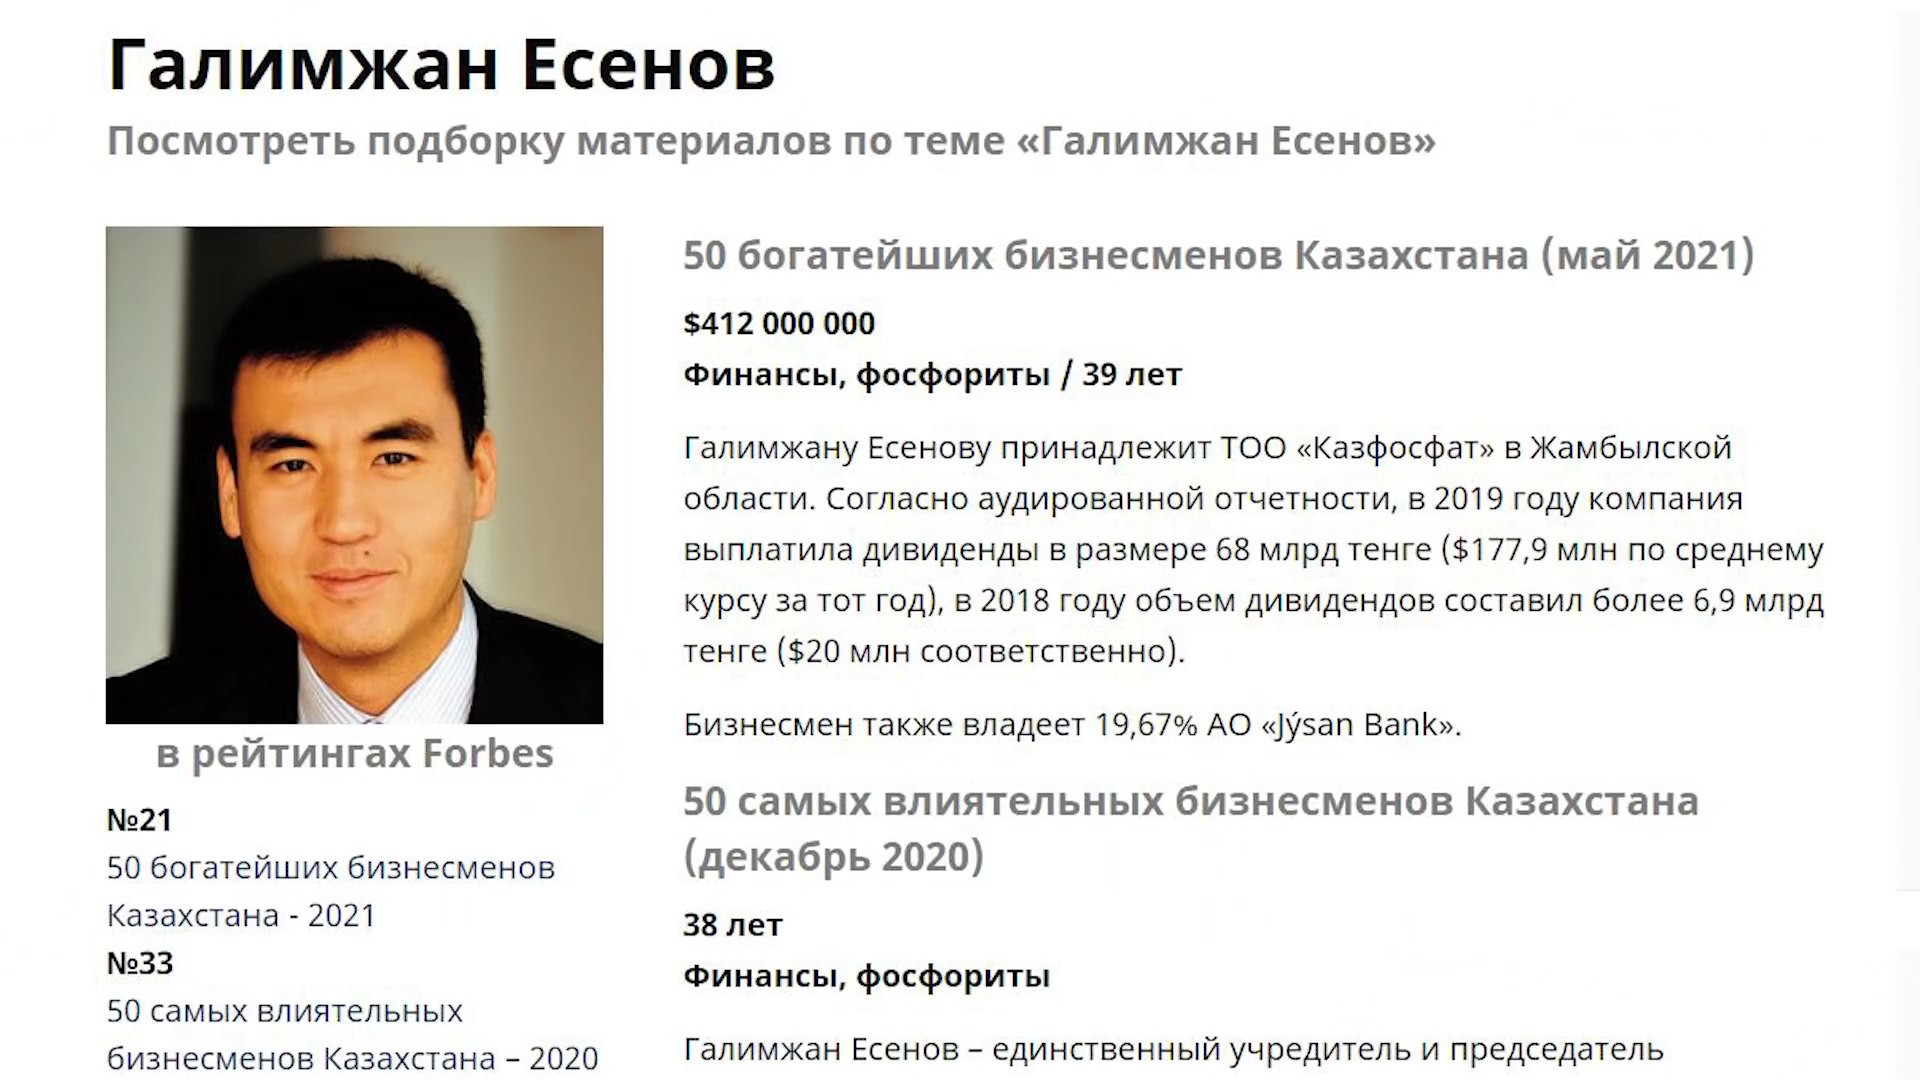 Галимжан Есенов
Посмотреть подборку материалов по теме «Галимжан Есенов»
в рейтингах Forbes
№21
50 богатейших бизнесменов
Казахстана - 2021
№33
50 самых влиятельных
бизнесменов Казахстана – 2020
50 богатейших бизнесменов Казахстана (май 2021)
$412 000 000
Финансы, фосфориты / 39 лет
Галимжану Есенову принадлежит ТОО «Казфосфат» в Жамбылской
области. Согласно аудированной отчетности, в 2019 году компания
выплатила дивиденды в размере 68 млрд тенге ($177,9 млн по среднему
курсу за тот год), в 2018 году объем дивидендов составил более 6,9 млрд
тенге ($20 млн соответственно).
Бизнесмен также владеет 19,67% АО «Jýsan Bank».
50 самых влиятельных бизнесменов Казахстана
(декабрь 2020)
38 лет
Финансы, фосфориты
Галимжан Есенов – единственный учредитель и председатель